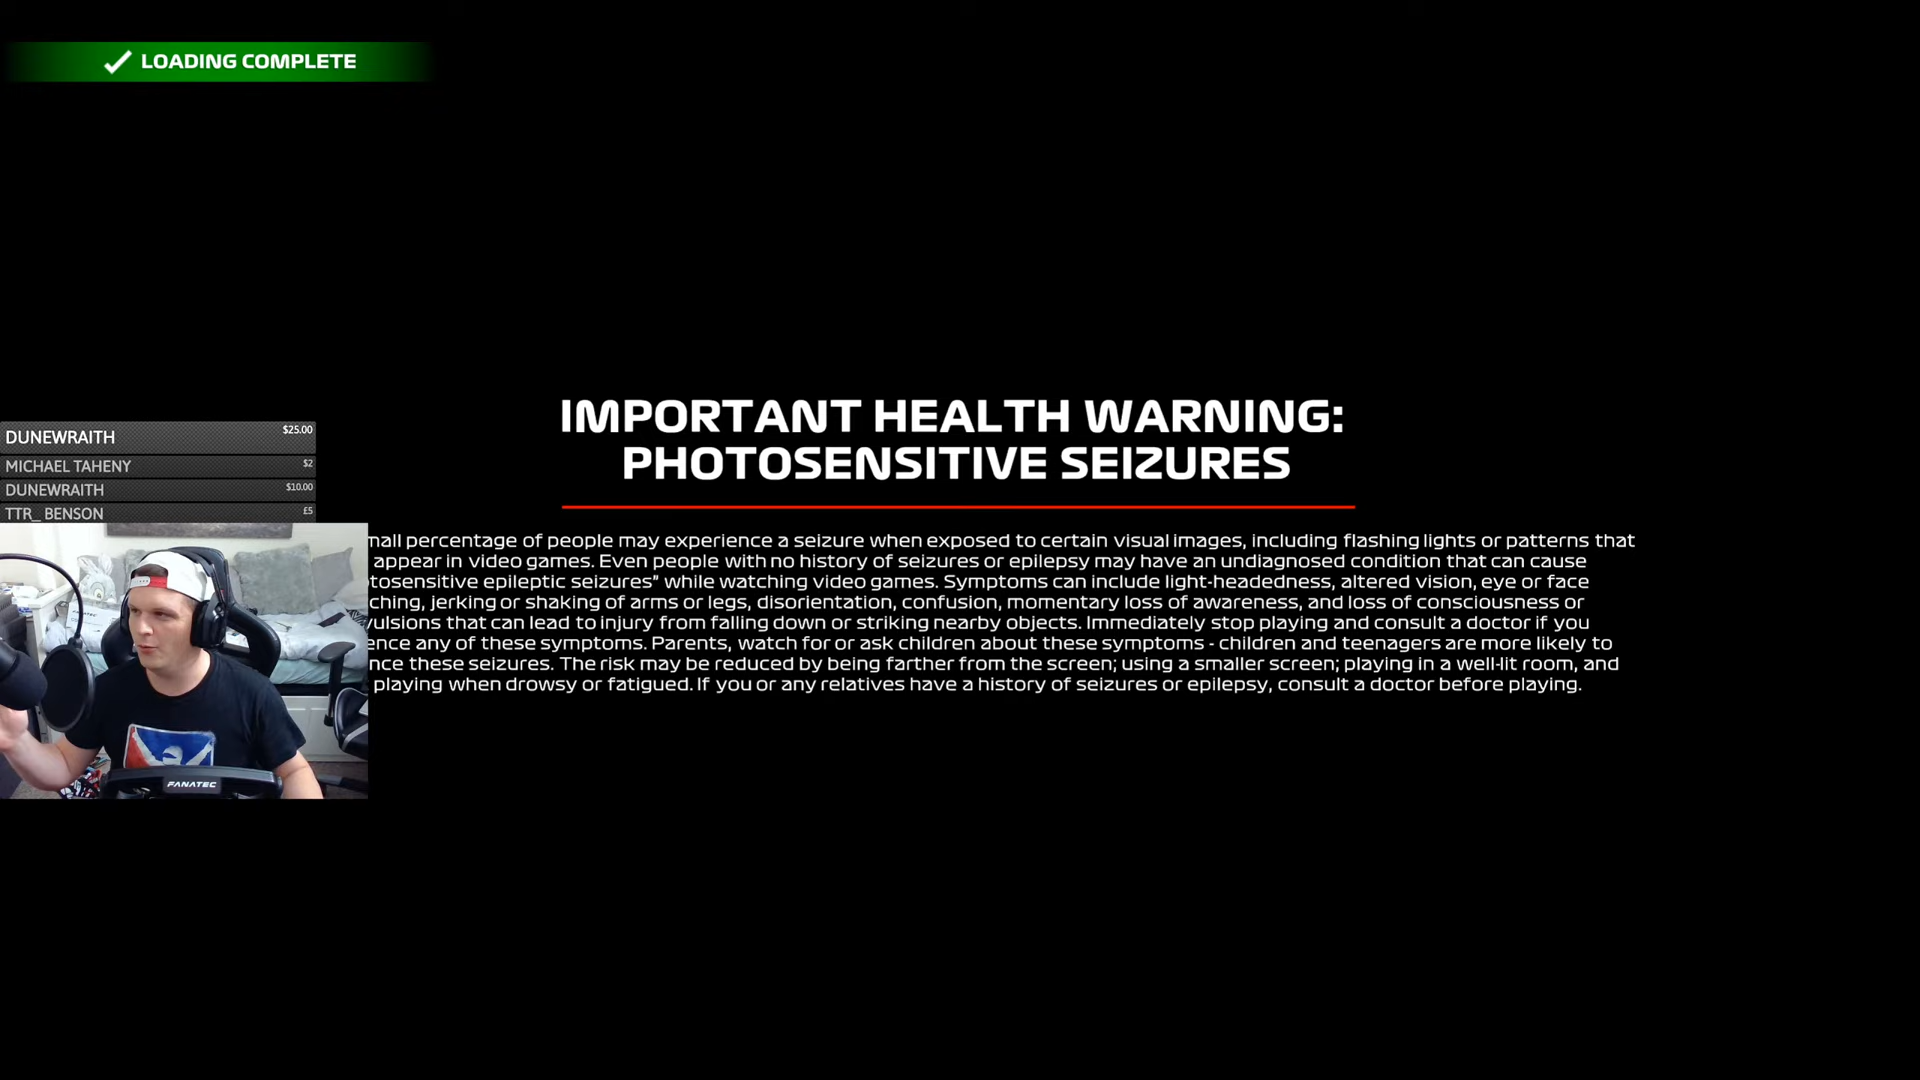 LOADING COMPLETE
IMPORTANT HEALTH WARNING:
PHOTOSENSITIVE SEIZURES
DUNEWRAITH $25.00
MICHAEL TAHENY $2
DUNEWRAITH $10.00
TTR_BENSON £5
percentage of people may experience a seizure when exposed to certain visual images, including flashing lights or patterns that
appear in video games. Even people with no history of seizures or epilepsy may have an undiagnosed condition that can cause
epileptic seizures" while watching video games. Symptoms can include light-headedness, altered vision, eye or face
jerking or shaking of arms or legs, disorientation, confusion, momentary loss of awareness, and loss of consciousness or
that can lead to injury from falling down or striking nearby objects. Immediately stop playing and consult a doctor if you
any of these symptoms. Parents, watch for or ask children about these symptoms - children and teenagers are more likely to
these seizures. The risk may be reduced by being farther from the screen; using a smaller screen; playing in a well-lit room, and
playing when drowsy or fatigued. If you or any relatives have a history of seizures or epilepsy, consult a doctor before playing.
FANATEC